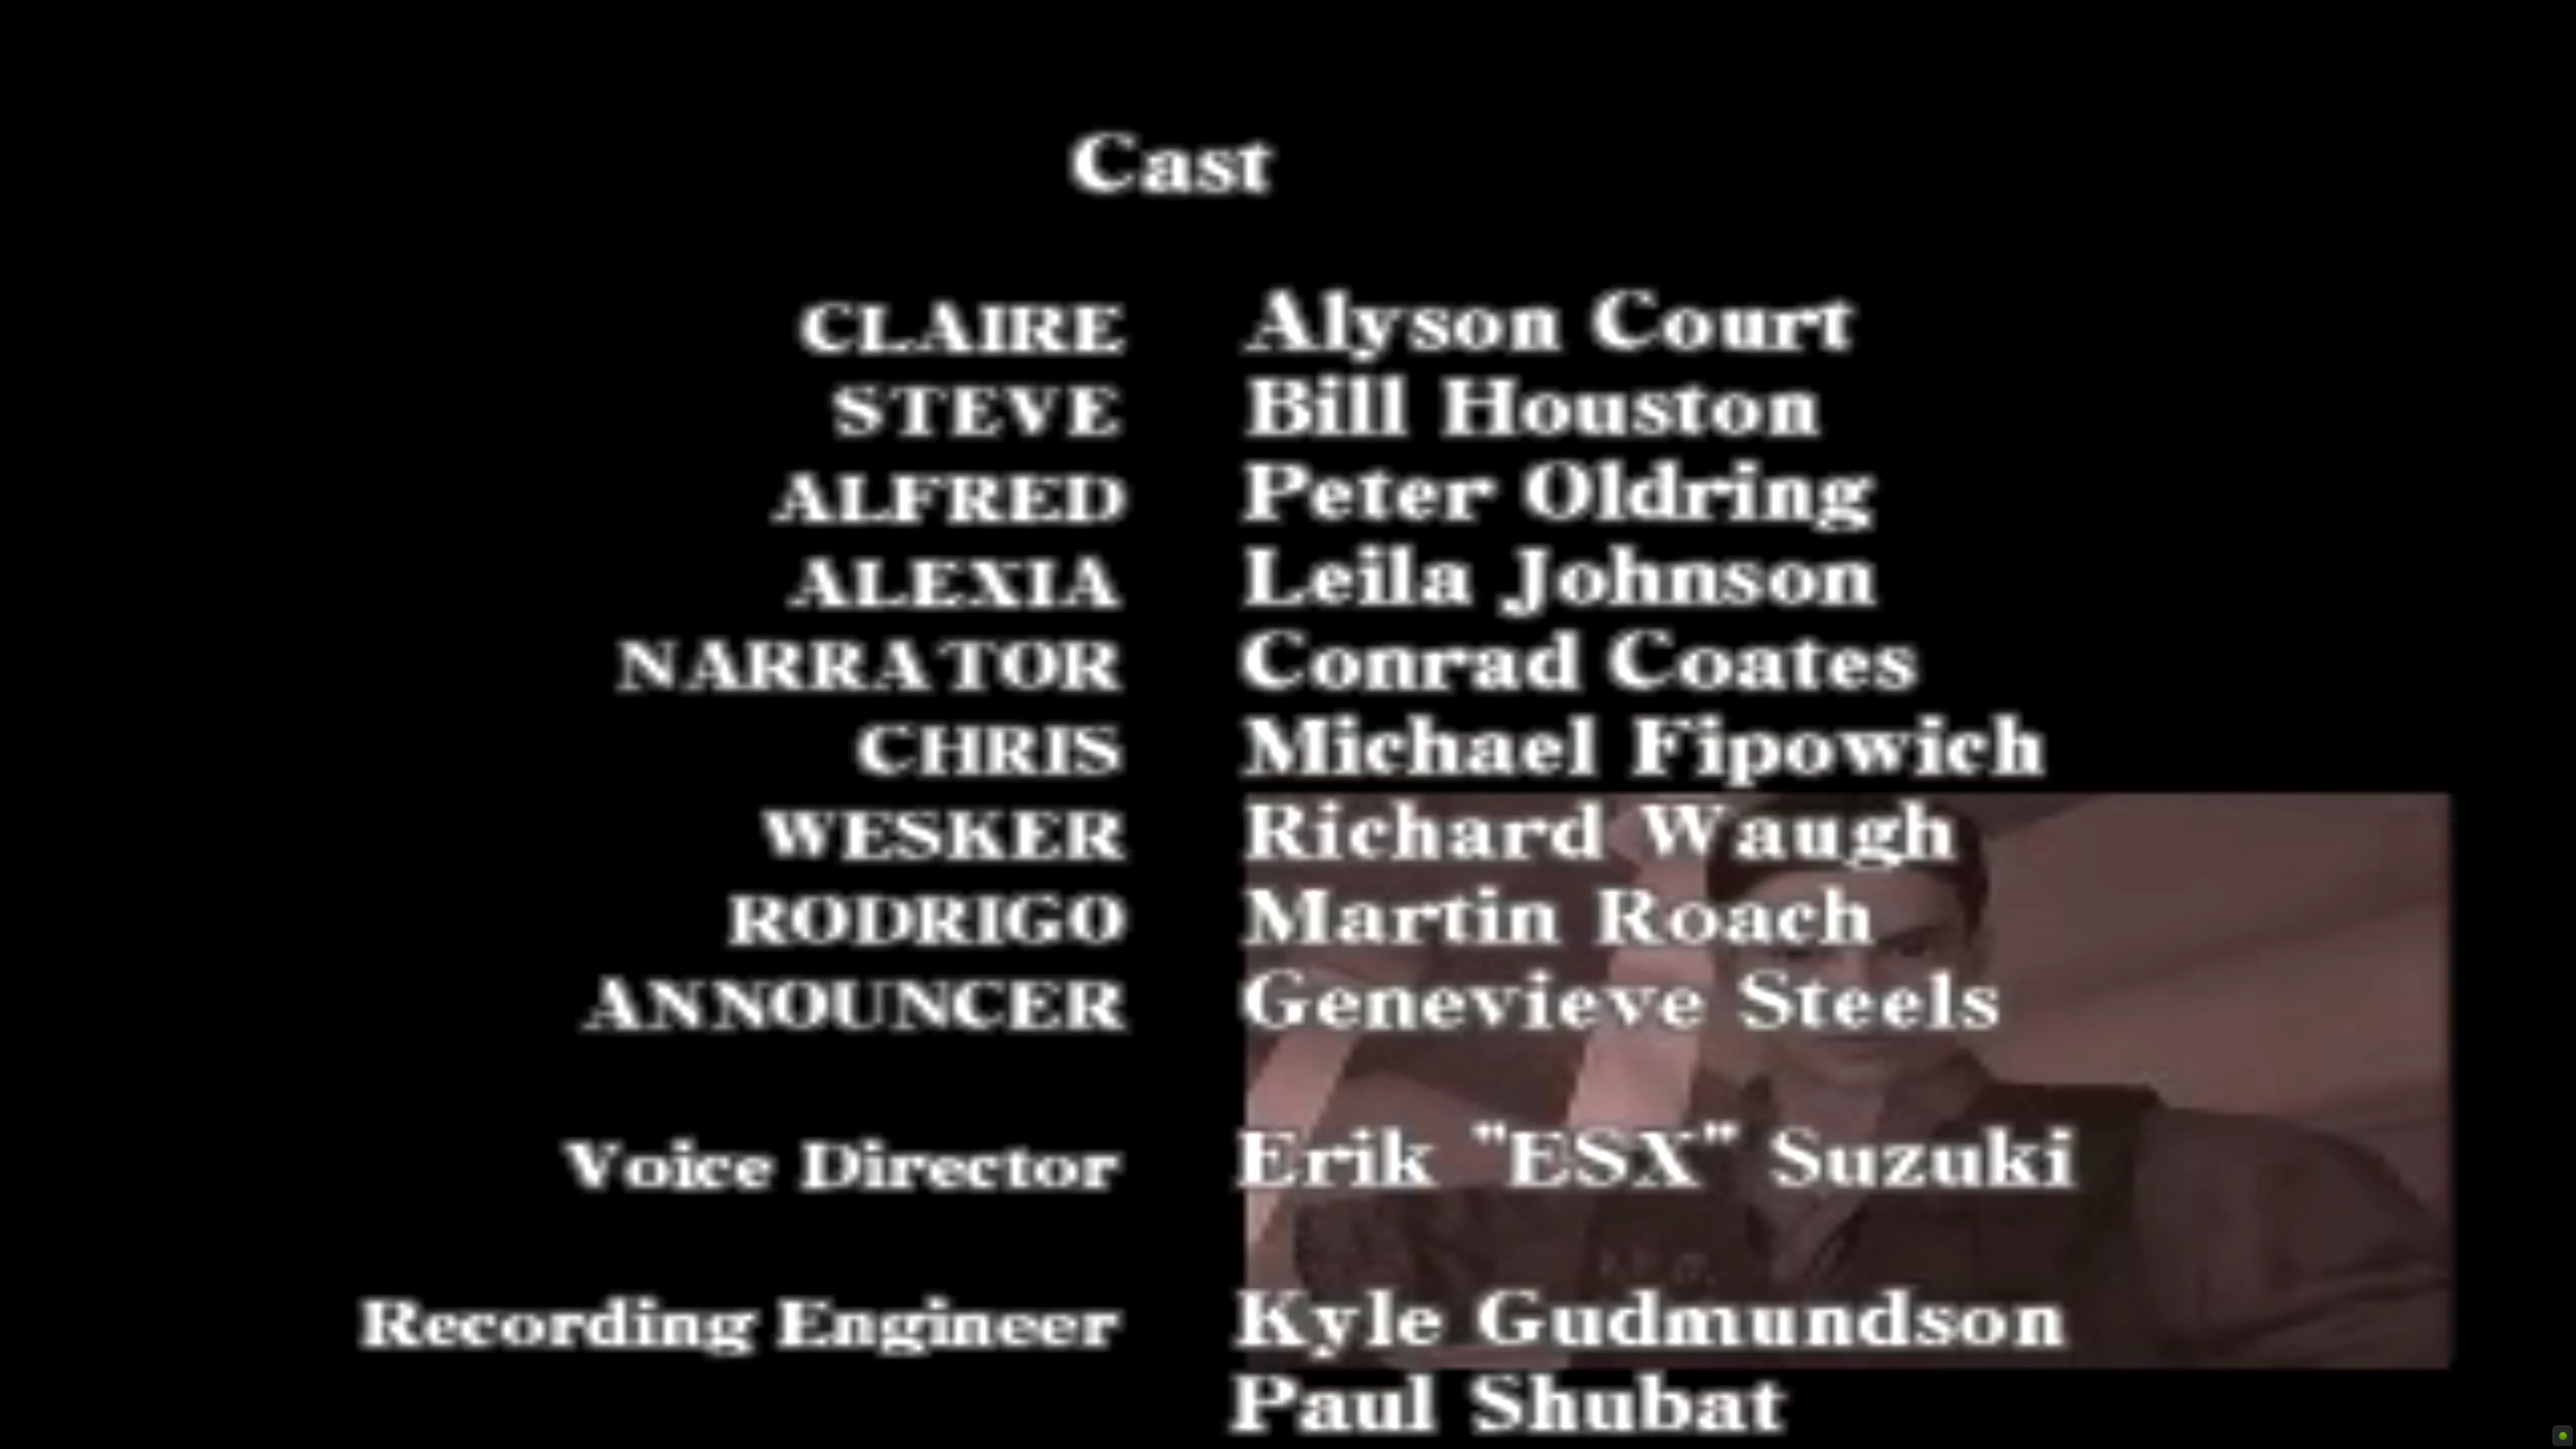 Cast
CLAIRE Alyson Court
STEVE Bill Houston
ALFRED Peter Oldring
ALEXIA Leila Johnson
NARRATOR Conrad Coates
CHRIS Michael Fipowich
WESKER Richard Waugh
RODRIGO Martin Roach
ANNOUNCER Genevieve Steels
Voice Director Erik "ESX" Suzuki
Recording Engineer Kyle Gudmundson
Paul Shubat